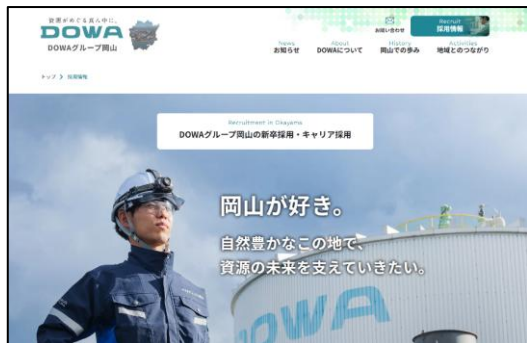 資源がめぐる真ん中に。
DOWA
DOWAグループ岡山
お問い合わせ
Recruit
採用情報
News
お知らせ
About
DOWAについて
History
岡山での歩み
Activities
地域とのつながり
トップ 》 採用情報
Recruitment in Okayama
DOWAグループ岡山の新卒採用・キャリア採用
岡山が好き。
自然豊かなこの地で、
資源の未来を支えていきたい。
DOWA